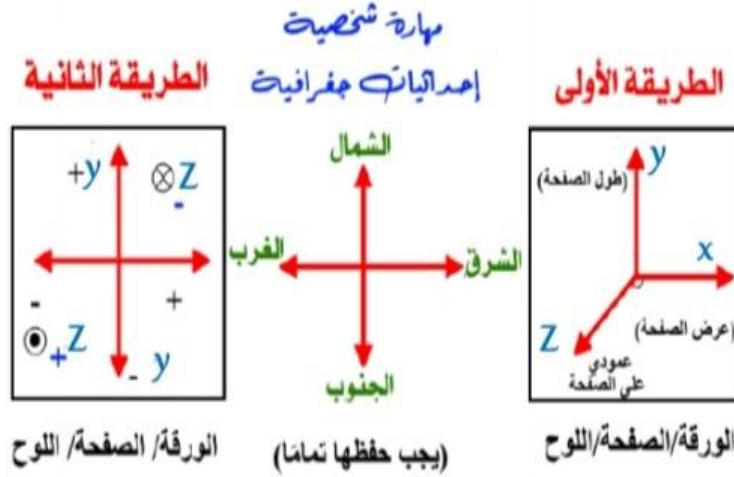 مهارة شخصية
إحداثيات جغرافية
الطريقة الأولى
y
(طول الصفحة)
x
(عرض الصفحة)
Z
عمودي
على الصفحة
الورقة/الصفحة/اللوح
الشمال
الشرق
الغرب
الجنوب
(يجب حفظها تمامًا)
الطريقة الثانية
+y
⊗Z
-
-
+
⊙
+Z
- y
الورقة/ الصفحة/ اللوح